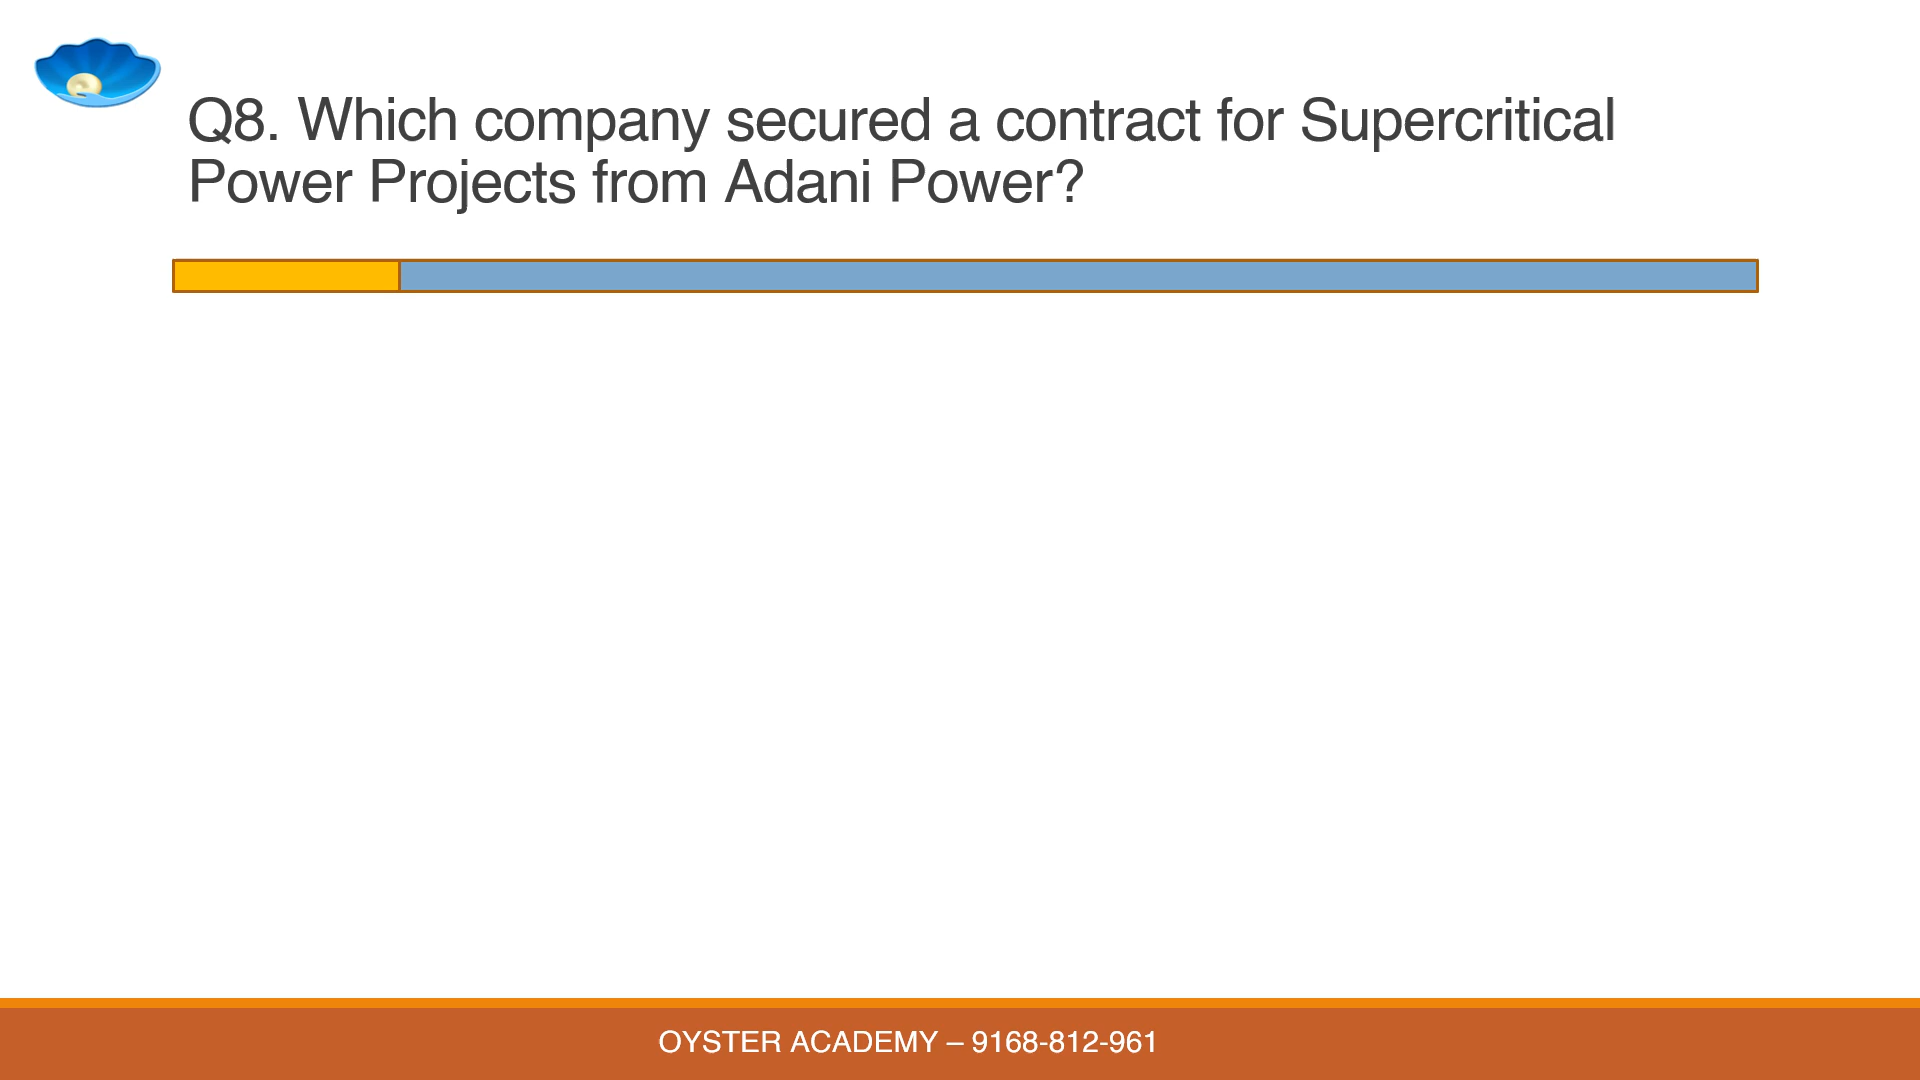 Q8. Which company secured a contract for Supercritical
Power Projects from Adani Power?
OYSTER ACADEMY – 9168-812-961